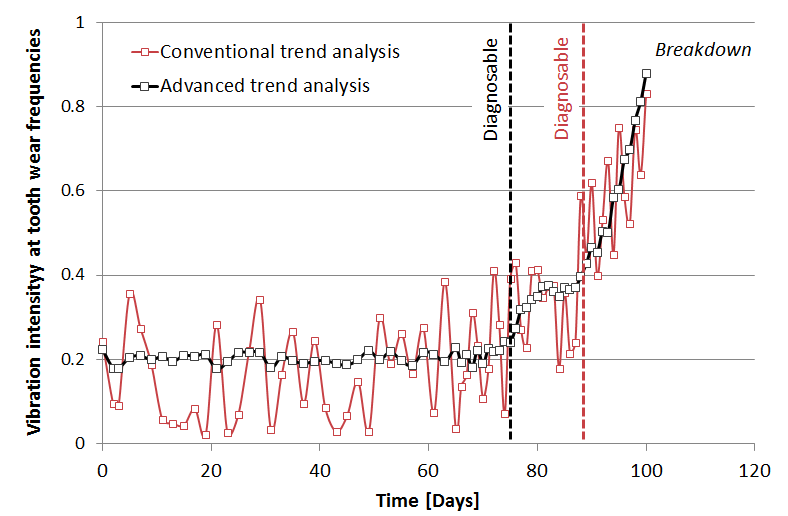 1
0.8
0.6
0.4
0.2
0
Vibration intensityy at tooth wear frequencies
Conventional trend analysis
Advanced trend analysis
Diagnosable
Diagnosable
Breakdown
0 20 40 60 80 100 120
Time [Days]